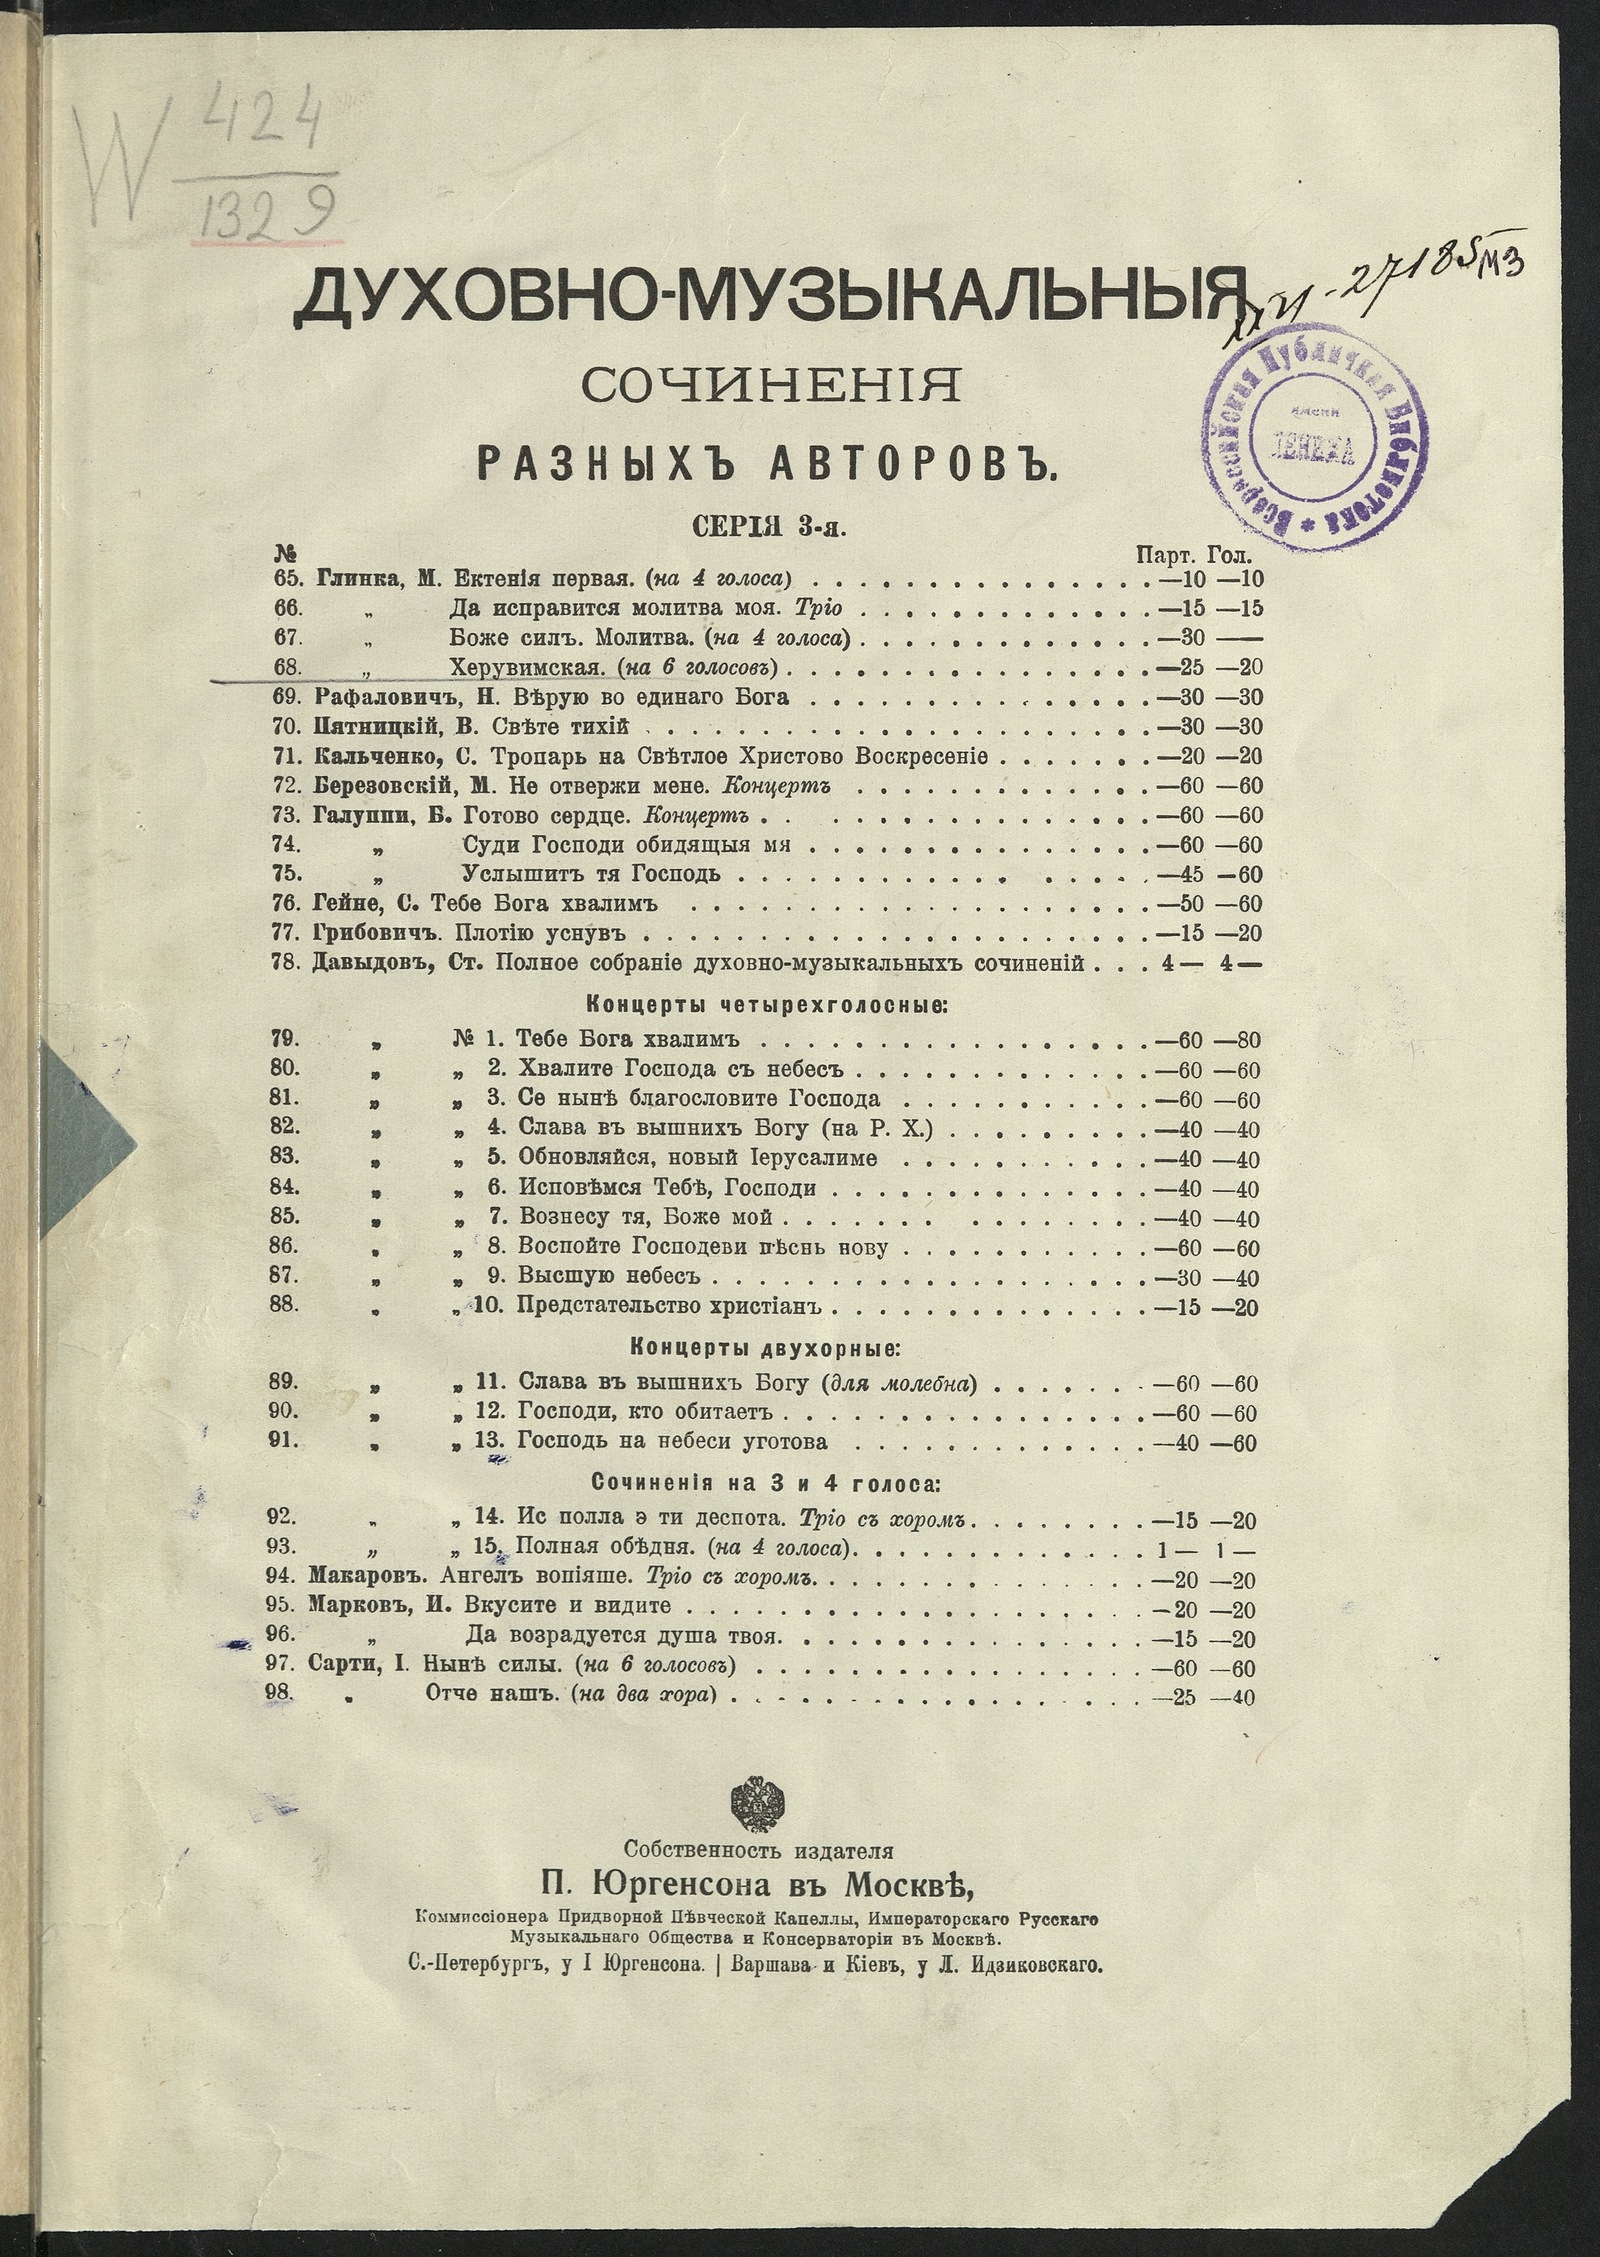 W 424
1329
ДУХОВНО-МУЗЫКАЛЬНЫЯ
27185 МЗ
СОЧИНЕНІЯ
РАЗНЫХЪ АВТОРОВЪ.
Всероссійская Публичная Библіотека *
имени
ЛЕНИНА
СЕРІЯ 3-я.
№ Парт. Гол.
65. Глинка, М. Ектенія первая. (на 4 голоса) . . . . . . . . . . . . . . . —10 —10
66. „ Да исправится молитва моя. Тріо . . . . . . . . . . . . . —15 —15
67. „ Боже силъ. Молитва. (на 4 голоса) . . . . . . . . . . . . . —30 ——
68. „ Херувимская. (на 6 голосовъ) . . . . . . . . . . . . . . . . —25 —20
69. Рафаловичъ, Н. Вѣрую во единаго Бога . . . . . . . . . . . . . . . —30 —30
70. Пятницкій, В. Свѣте тихій . . . . . . . . . . . . . . . . . . . . . . —30 —30
71. Кальченко, С. Тропарь на Свѣтлое Христово Воскресеніе . . . . . . . —20 —20
72. Березовскій, М. Не отвержи мене. Концертъ . . . . . . . . . . . . . —60 —60
73. Галуппи, Б. Готово сердце. Концертъ . . . . . . . . . . . . . . . . —60 —60
74. „ Суди Господи обидящыя мя . . . . . . . . . . . . . . . —60 —60
75. „ Услышитъ тя Господь . . . . . . . . . . . . . . . . . —45 —60
76. Гейне, С. Тебе Бога хвалимъ . . . . . . . . . . . . . . . . . . . . —50 —60
77. Грибовичъ. Плотію уснувъ . . . . . . . . . . . . . . . . . . . . . . —15 —20
78. Давыдовъ, Ст. Полное собраніе духовно-музыкальныхъ сочиненій . . . 4 — 4 —
Концерты четырехголосные:
79. „ № 1. Тебе Бога хвалимъ . . . . . . . . . . . . . . . . . —60 —80
80. „ „ 2. Хвалите Господа съ небесъ . . . . . . . . . . . . . —60 —60
81. „ „ 3. Се нынѣ благословите Господа . . . . . . . . . . . —60 —60
82. „ „ 4. Слава въ вышнихъ Богу (на Р. Х.) . . . . . . . . . —40 —40
83. „ „ 5. Обновляйся, новый Іерусалиме . . . . . . . . . . . —40 —40
84. „ „ 6. Исповѣмся Тебѣ, Господи . . . . . . . . . . . . . . —40 —40
85. „ „ 7. Вознесу тя, Боже мой . . . . . . . . . . . . . . . —40 —40
86. „ „ 8. Воспойте Господеви пѣснь нову . . . . . . . . . . . —60 —60
87. „ „ 9. Высшую небесъ . . . . . . . . . . . . . . . . . . . —30 —40
88. „ „ 10. Предстательство христіанъ . . . . . . . . . . . . . . —15 —20
Концерты двухорные:
89. „ „ 11. Слава въ вышнихъ Богу (для молебна) . . . . . . . —60 —60
90. „ „ 12. Господи, кто обитаетъ . . . . . . . . . . . . . . . . —60 —60
91. „ „ 13. Господь на небеси уготова . . . . . . . . . . . . . —40 —60
Сочиненія на 3 и 4 голоса:
92. „ „ 14. Ис полла э ти деспота. Тріо съ хоромъ . . . . . . . . —15 —20
93. „ „ 15. Полная обѣдня. (на 4 голоса) . . . . . . . . . . . . . 1 — 1 —
94. Макаровъ. Ангелъ вопіяше. Тріо съ хоромъ . . . . . . . . . . . . . . —20 —20
95. Марковъ, И. Вкусите и видите . . . . . . . . . . . . . . . . . . . . —20 —20
96. „ Да возрадуется душа твоя. . . . . . . . . . . . . . . . —15 —20
97. Сарти, І. Нынѣ силы. (на 6 голосовъ) . . . . . . . . . . . . . . . . . —60 —60
98. „ Отче нашъ. (на два хора) . . . . . . . . . . . . . . . . . . —25 —40
Собственность издателя
П. Юргенсона въ Москвѣ,
Коммиссіонера Придворной Пѣвческой Капеллы, Императорскаго Русскаго
Музыкальнаго Общества и Консерваторіи въ Москвѣ.
С.-Петербургъ, у І Юргенсона. | Варшава и Кіевъ, у Л. Идзиковскаго.